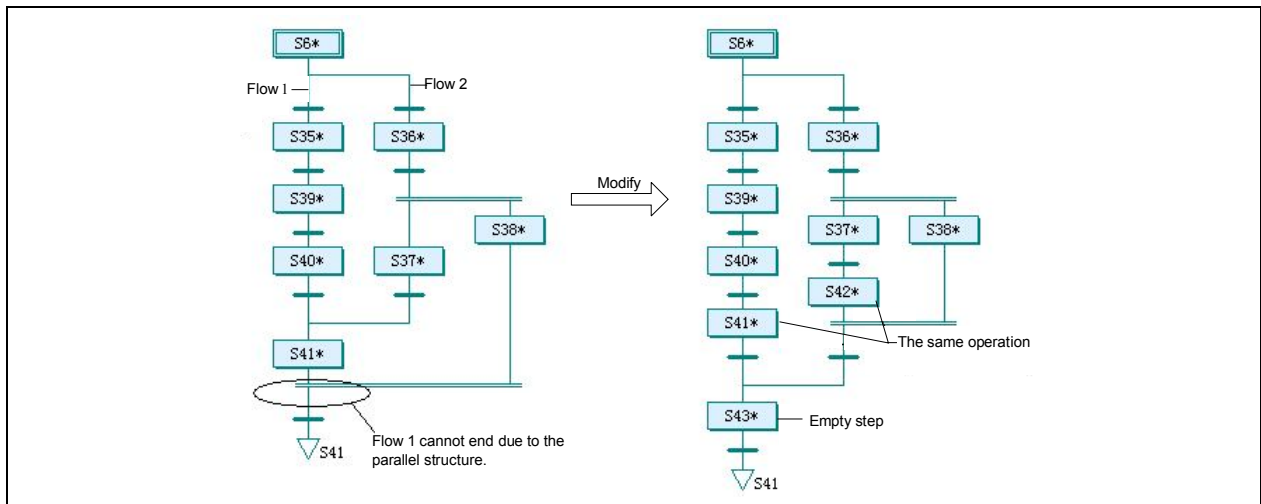 S6*
Flow 1
Flow 2
S35*
S36*
S39*
S38*
S40*
S37*
S41*
Flow 1 cannot end due to the
parallel structure.
S41
Modify
S6*
S35*
S36*
S39*
S37*
S38*
S40*
S42*
S41*
The same operation
S43*
Empty step
S41